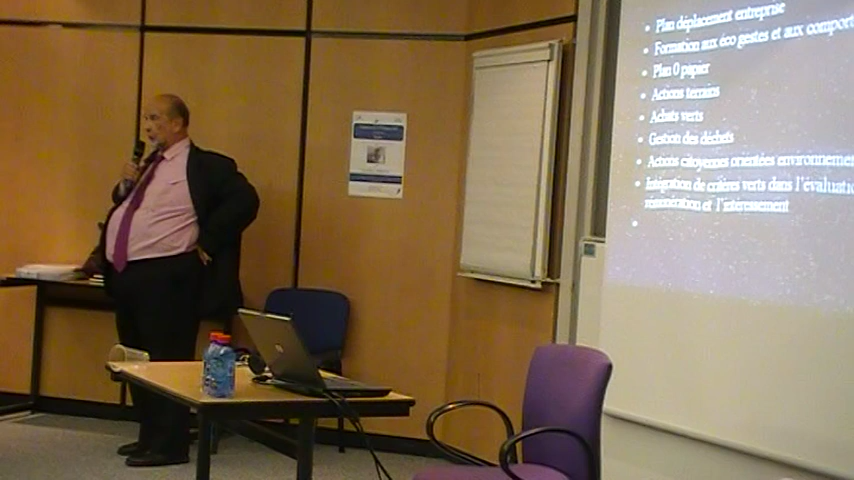 • Plan déplacement entreprise
• Formation aux éco gestes et aux comport
• Plan 0 papier
• Actions terrains
• Achats verts
• Gestion des déchets
• Actions citoyennes orientées environneme
• Intégration de critères verts dans l'évaluatio
rémunération et l'intéressement
•